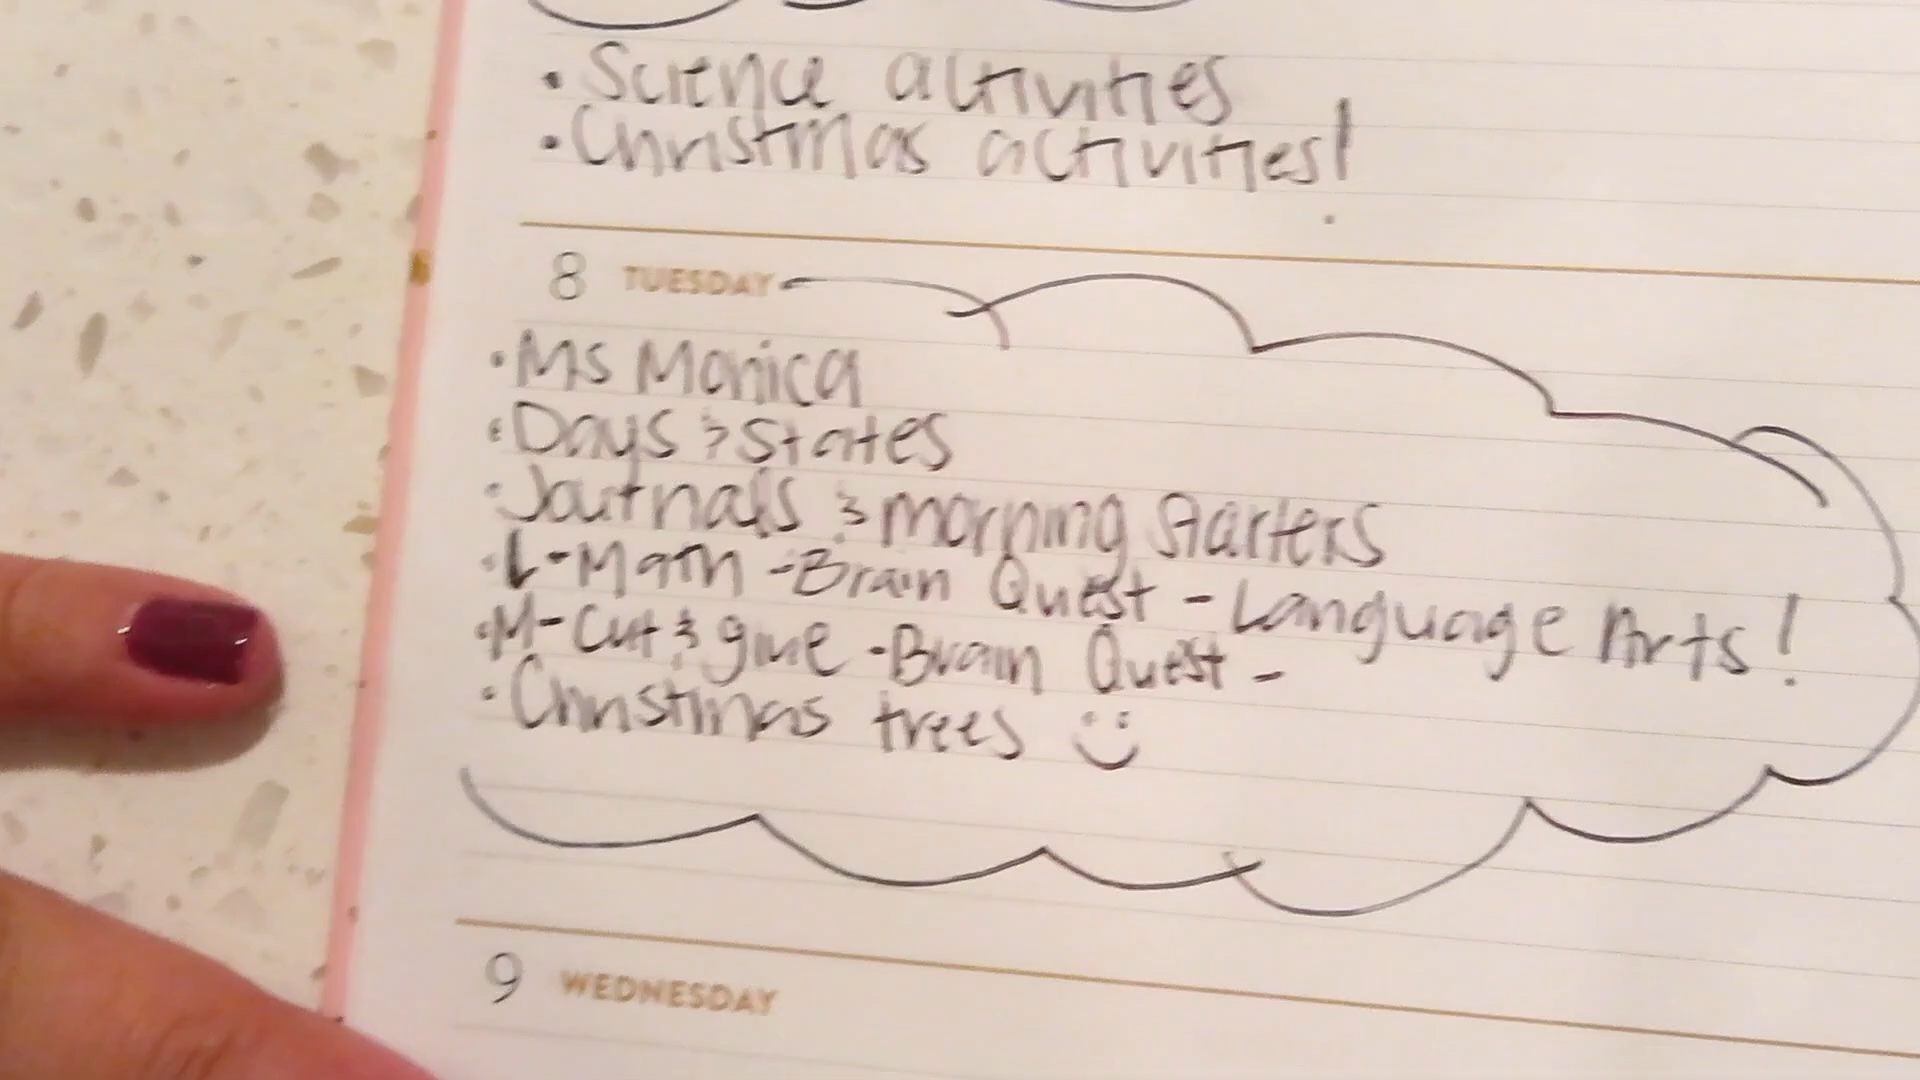 • Science activities
• Christmas activities!
8 TUESDAY
• Ms Monica
• Days & States
• Journals & morning starters
• L-Math - Brain Quest - Language Arts!
• M-Cut & glue - Brain Quest -
• Christmas trees :)
9 WEDNESDAY